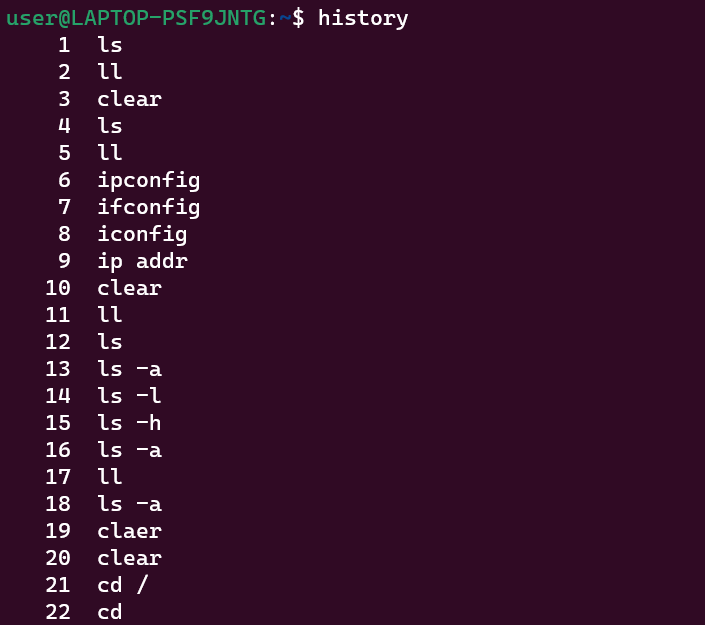 user@LAPTOP-PSF9JNTG:~$ history
1 ls
2 ll
3 clear
4 ls
5 ll
6 ipconfig
7 ifconfig
8 iconfig
9 ip addr
10 clear
11 ll
12 ls
13 ls -a
14 ls -l
15 ls -h
16 ls -a
17 ll
18 ls -a
19 claer
20 clear
21 cd /
22 cd